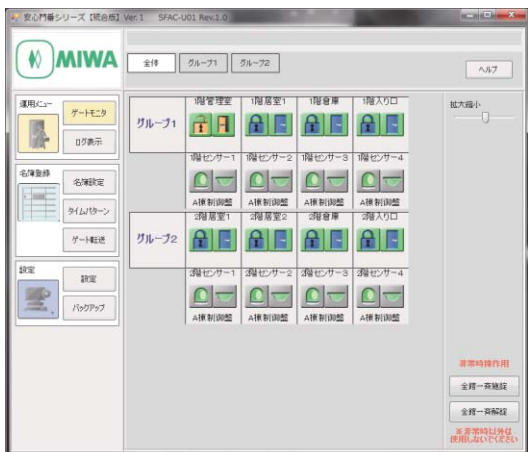 安心門番シリーズ【統合版】 Ver.1 SFAC-U01 Rev.1.0
MIWA
全体 グループ1 グループ2
ヘルプ
運用メニュー
ゲートモニタ
ログ表示
名簿登録
名簿設定
タイムパターン
ゲート転送
設定
設定
バックアップ
グループ1
1階管理室 1階居室1 1階倉庫 1階入り口
1階センサー1 1階センサー2 1階センサー3 1階センサー4
A棟制御盤 A棟制御盤 A棟制御盤 A棟制御盤
グループ2
2階居室1 2階居室2 2階倉庫 2階入り口
2階センサー1 2階センサー2 2階センサー3 2階センサー4
A棟制御盤 A棟制御盤 A棟制御盤 A棟制御盤
拡大縮小
非常時操作用
全錠一斉施錠
全錠一斉解錠
※非常時以外は
使用しないでください